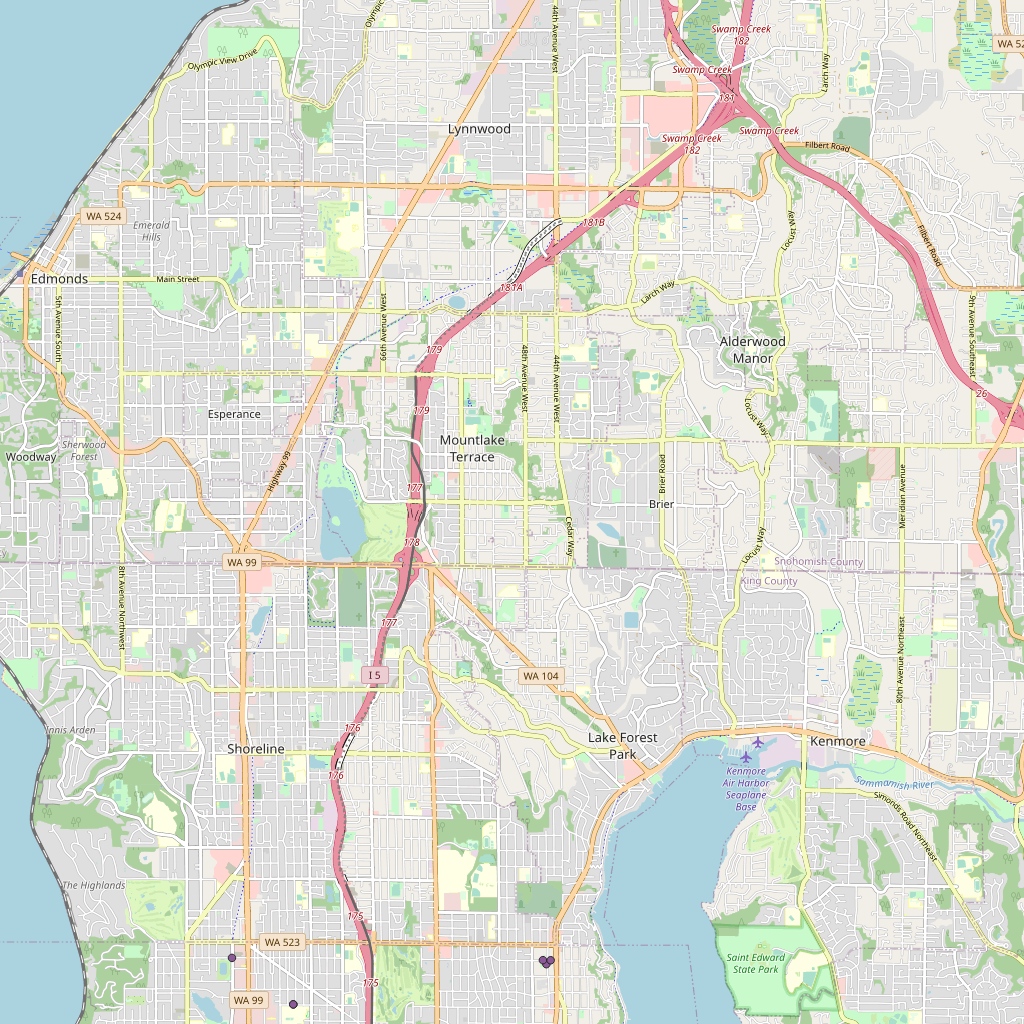 Olympic View Drive
Olympic
44th Avenue West
Swamp Creek
182
Swamp Creek
181
Larch Way
WA 52
Lynnwood
Swamp Creek
182
Swamp Creek
Filbert Road
WA 524
Emerald
Hills
181B
Locust Way
Filbert Road
Edmonds
Main Street
181A
Larch Way
5th Avenue South
66th Avenue West
179
48th Avenue West
44th Avenue West
Alderwood
Manor
9th Avenue Southeast
26
Esperance
179
Locust Way
Sherwood
Forest
Woodway
Mountlake
Terrace
Highway 99
177
Brier Road
Meridian Avenue
Brier
178
Cedar Way
Locust Way
WA 99
Snohomish County
King County
8th Avenue Northwest
177
80th Avenue Northeast
I 5
WA 104
Innis Arden
176
Shoreline
Lake Forest
Park
Kenmore
176
Kenmore
Air Harbor
Seaplane
Base
Sammamish River
Simonds Road Northeast
The Highlands
175
WA 523
Saint Edward
State Park
175
WA 99